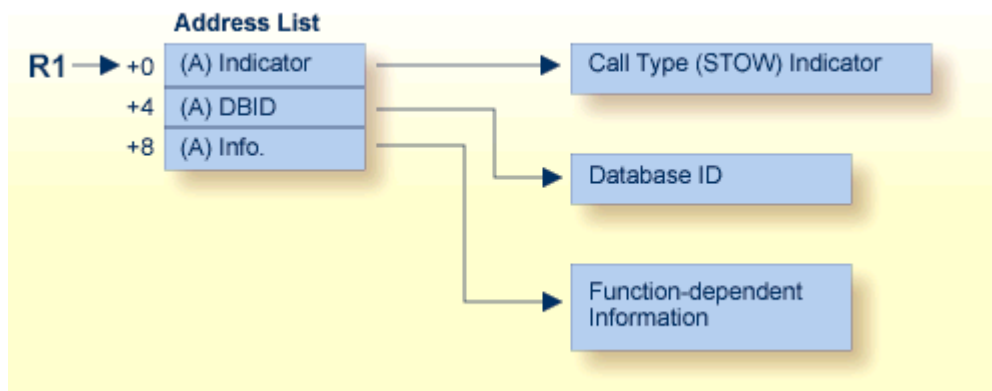 Address List
R1 +0 (A) Indicator Call Type (STOW) Indicator
+4 (A) DBID
+8 (A) Info.
Database ID
Function-dependent
Information